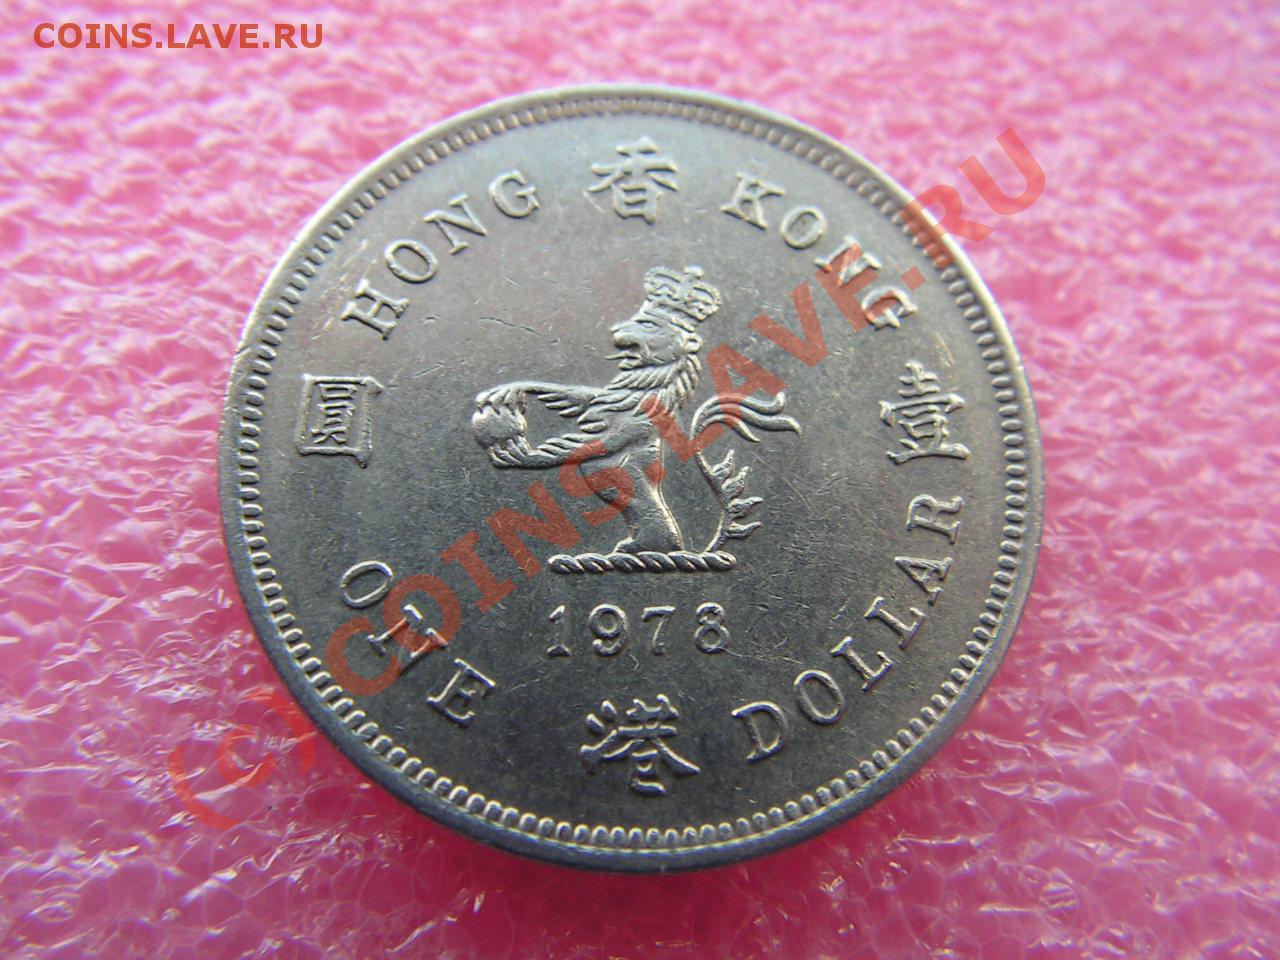 COINS.LAVE.RU
HONG 香 KONG
圓 壹
1978
ONE 港 DOLLAR
(c) COINS.LAVE.RU